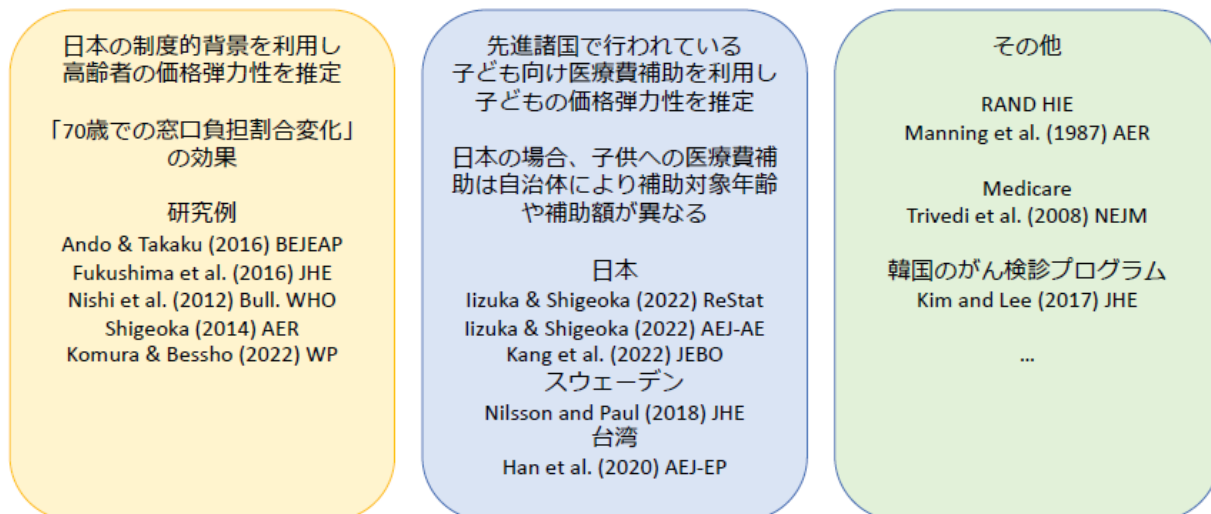 日本の制度的背景を利用し
高齢者の価格弾力性を推定
「70歳での窓口負担割合変化」
の効果
研究例
Ando & Takaku (2016) BEJEAP
Fukushima et al. (2016) JHE
Nishi et al. (2012) Bull. WHO
Shigeoka (2014) AER
Komura & Bessho (2022) WP
先進諸国で行われている
子ども向け医療費補助を利用し
子どもの価格弾力性を推定
日本の場合、子供への医療費補
助は自治体により補助対象年齢
や補助額が異なる
日本
Iizuka & Shigeoka (2022) ReStat
Iizuka & Shigeoka (2022) AEJ-AE
Kang et al. (2022) JEBO
スウェーデン
Nilsson and Paul (2018) JHE
台湾
Han et al. (2020) AEJ-EP
その他
RAND HIE
Manning et al. (1987) AER
Medicare
Trivedi et al. (2008) NEJM
韓国のがん検診プログラム
Kim and Lee (2017) JHE
…